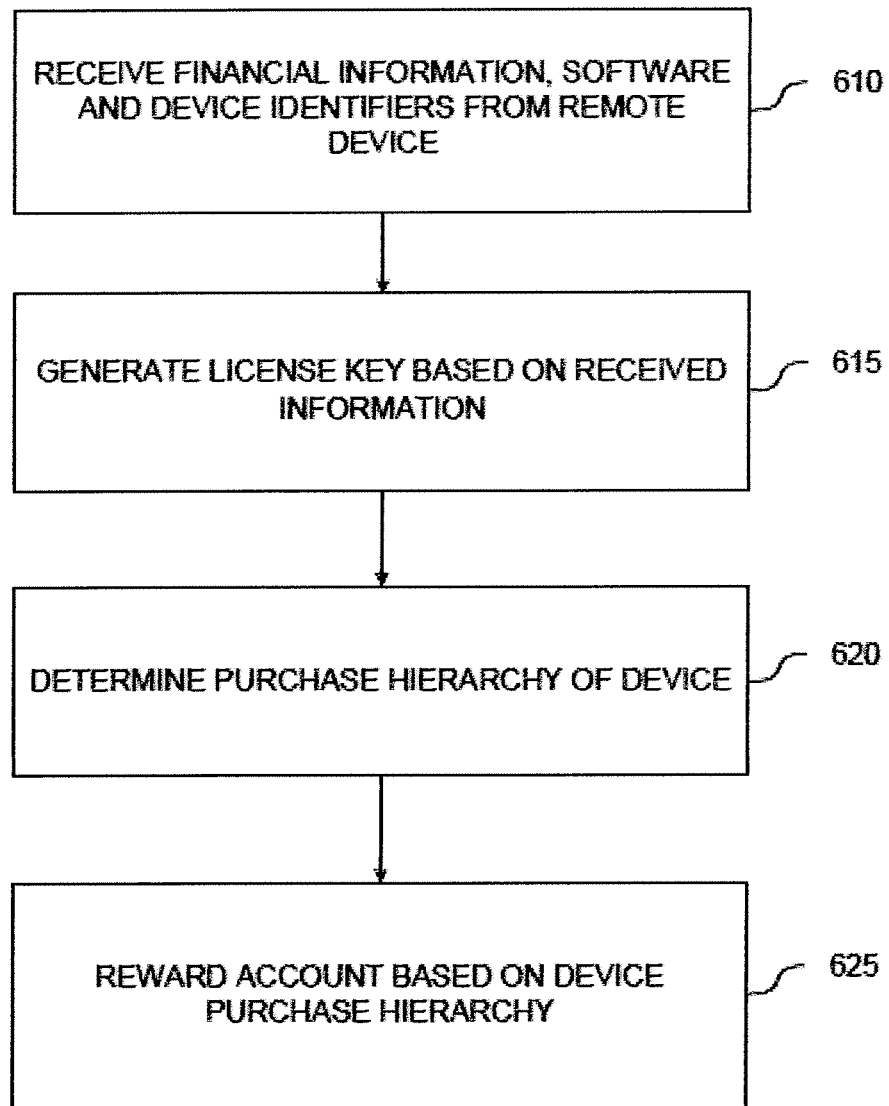 RECEIVE FINANCIAL INFORMATION, SOFTWARE
AND DEVICE IDENTIFIERS FROM REMOTE
DEVICE
610
GENERATE LICENSE KEY BASED ON RECEIVED
INFORMATION
615
DETERMINE PURCHASE HIERARCHY OF DEVICE
620
REWARD ACCOUNT BASED ON DEVICE
PURCHASE HIERARCHY
625